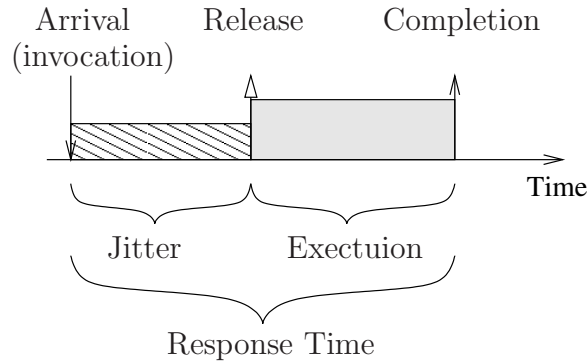 Arrival
(invocation)
Release
Completion
Time
Jitter
Exectuion
Response Time